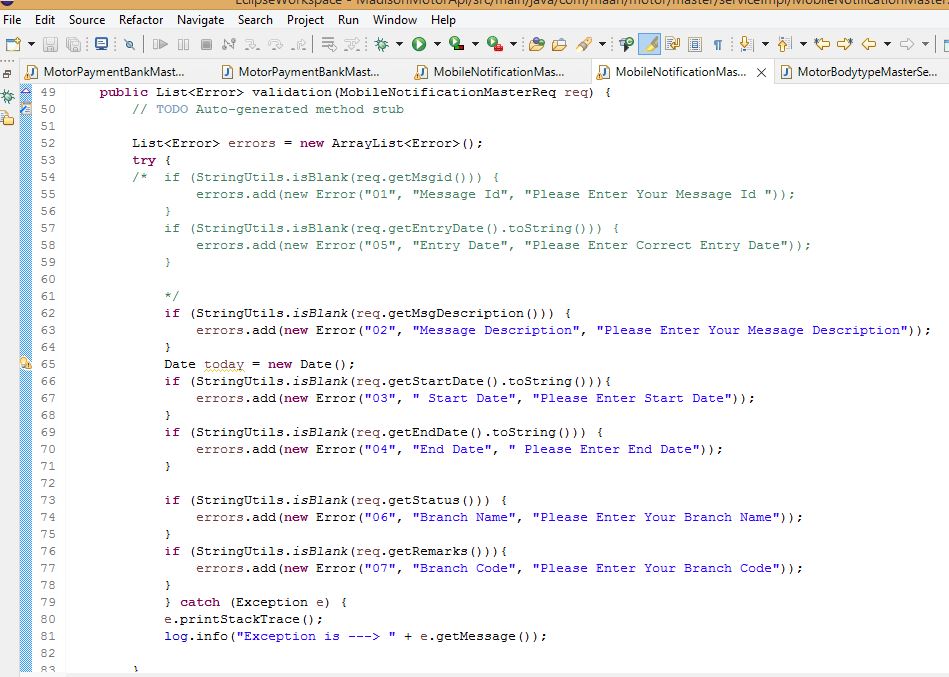 EclipseWorkspace - MadisonMotorApi/src/main/java/com/maan/motor/master/serviceImpl/MobileNotificationMaster
File Edit Source Refactor Navigate Search Project Run Window Help
MotorPaymentBankMast... MotorPaymentBankMast... MobileNotificationMas... MobileNotificationMas... MotorBodytypeMasterSe...
49 public List<Error> validation(MobileNotificationMasterReq req) {
50 // TODO Auto-generated method stub
51
52 List<Error> errors = new ArrayList<Error>();
53 try {
54 /* if (StringUtils.isBlank(req.getMsgid())) {
55 errors.add(new Error("01", "Message Id", "Please Enter Your Message Id "));
56 }
57 if (StringUtils.isBlank(req.getEntryDate().toString())) {
58 errors.add(new Error("05", "Entry Date", "Please Enter Correct Entry Date"));
59 }
60
61 */
62 if (StringUtils.isBlank(req.getMsgDescription())) {
63 errors.add(new Error("02", "Message Description", "Please Enter Your Message Description"));
64 }
65 Date today = new Date();
66 if (StringUtils.isBlank(req.getStartDate().toString())){
67 errors.add(new Error("03", " Start Date", "Please Enter Start Date"));
68 }
69 if (StringUtils.isBlank(req.getEndDate().toString())) {
70 errors.add(new Error("04", "End Date", " Please Enter End Date"));
71 }
72
73 if (StringUtils.isBlank(req.getStatus())) {
74 errors.add(new Error("06", "Branch Name", "Please Enter Your Branch Name"));
75 }
76 if (StringUtils.isBlank(req.getRemarks())){
77 errors.add(new Error("07", "Branch Code", "Please Enter Your Branch Code"));
78 }
79 } catch (Exception e) {
80 e.printStackTrace();
81 log.info("Exception is ---> " + e.getMessage());
82
83 }